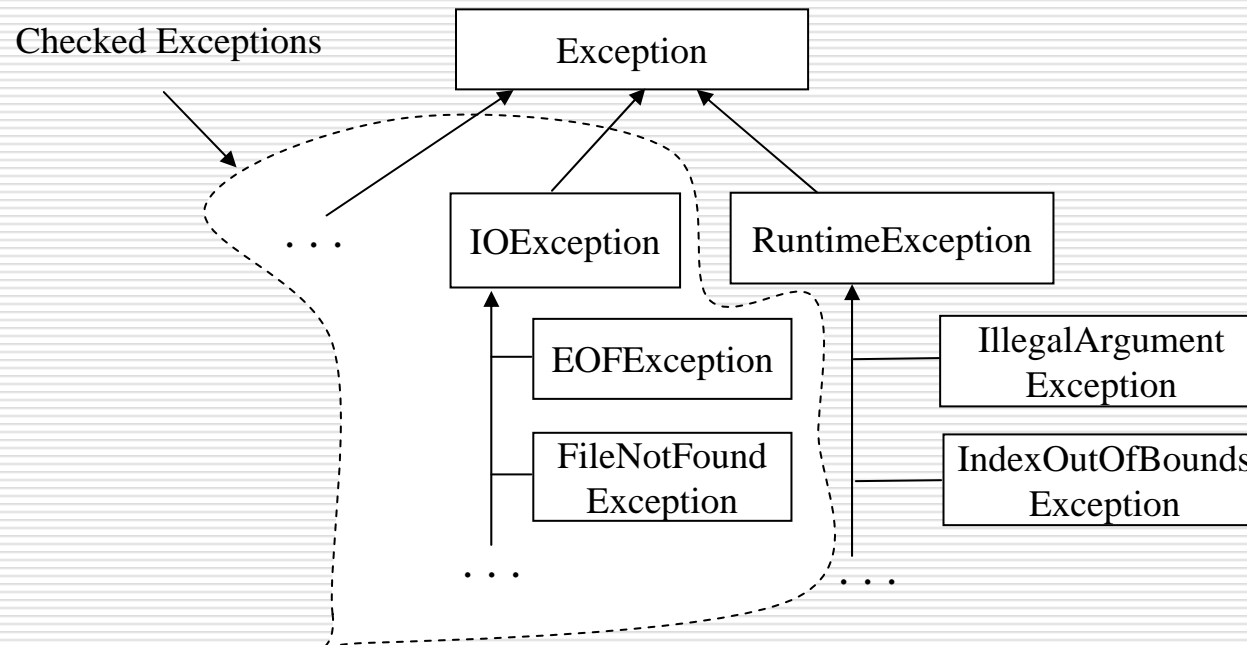 Checked Exceptions
Exception
. . .
IOException
RuntimeException
EOFException
IllegalArgument
Exception
FileNotFound
Exception
IndexOutOfBounds
Exception
. . .
. . .